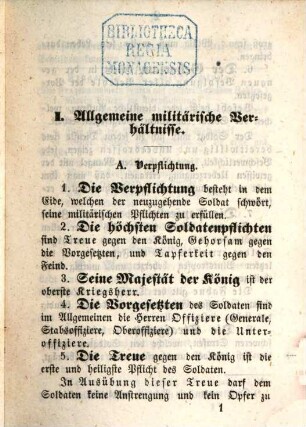 BIBLIOTHECA
REGIA
MONACENSIS
I. Allgemeine militärische Ver-
hältnisse.
A. Verpflichtung.
1. Die Verpflichtung besteht in dem
Eide, welchen der neuzugehende Soldat schwört,
seine militärischen Pflichten zu erfüllen.
2. Die höchsten Soldatenpflichten
sind Treue gegen den König, Gehorsam gegen
die Vorgesetzten, und Tapferkeit gegen den
Feind.
3. Seine Majestät der König ist der
oberste Kriegsherr.
4. Die Vorgesetzten des Soldaten sind
im Allgemeinen die Herren Offiziere (Generale,
Stabsoffiziere, Oberoffiziere) und die Unter-
offiziere.
5. Die Treue gegen den König ist die
erste und heiligste Pflicht des Soldaten.
In Ausübung dieser Treue darf dem
Soldaten keine Anstrengung und kein Opfer zu
1